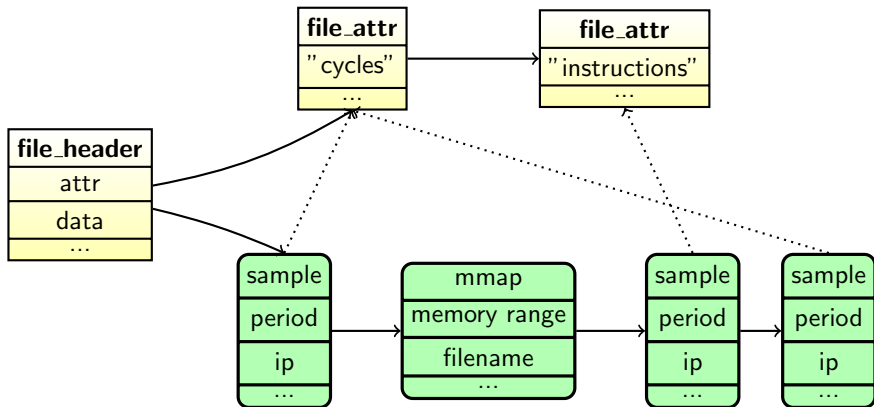 file_attr
"cycles"
...
file_attr
"instructions"
...
file_header
attr
data
...
sample
period
ip
...
mmap
memory range
filename
...
sample
period
ip
...
sample
period
ip
...